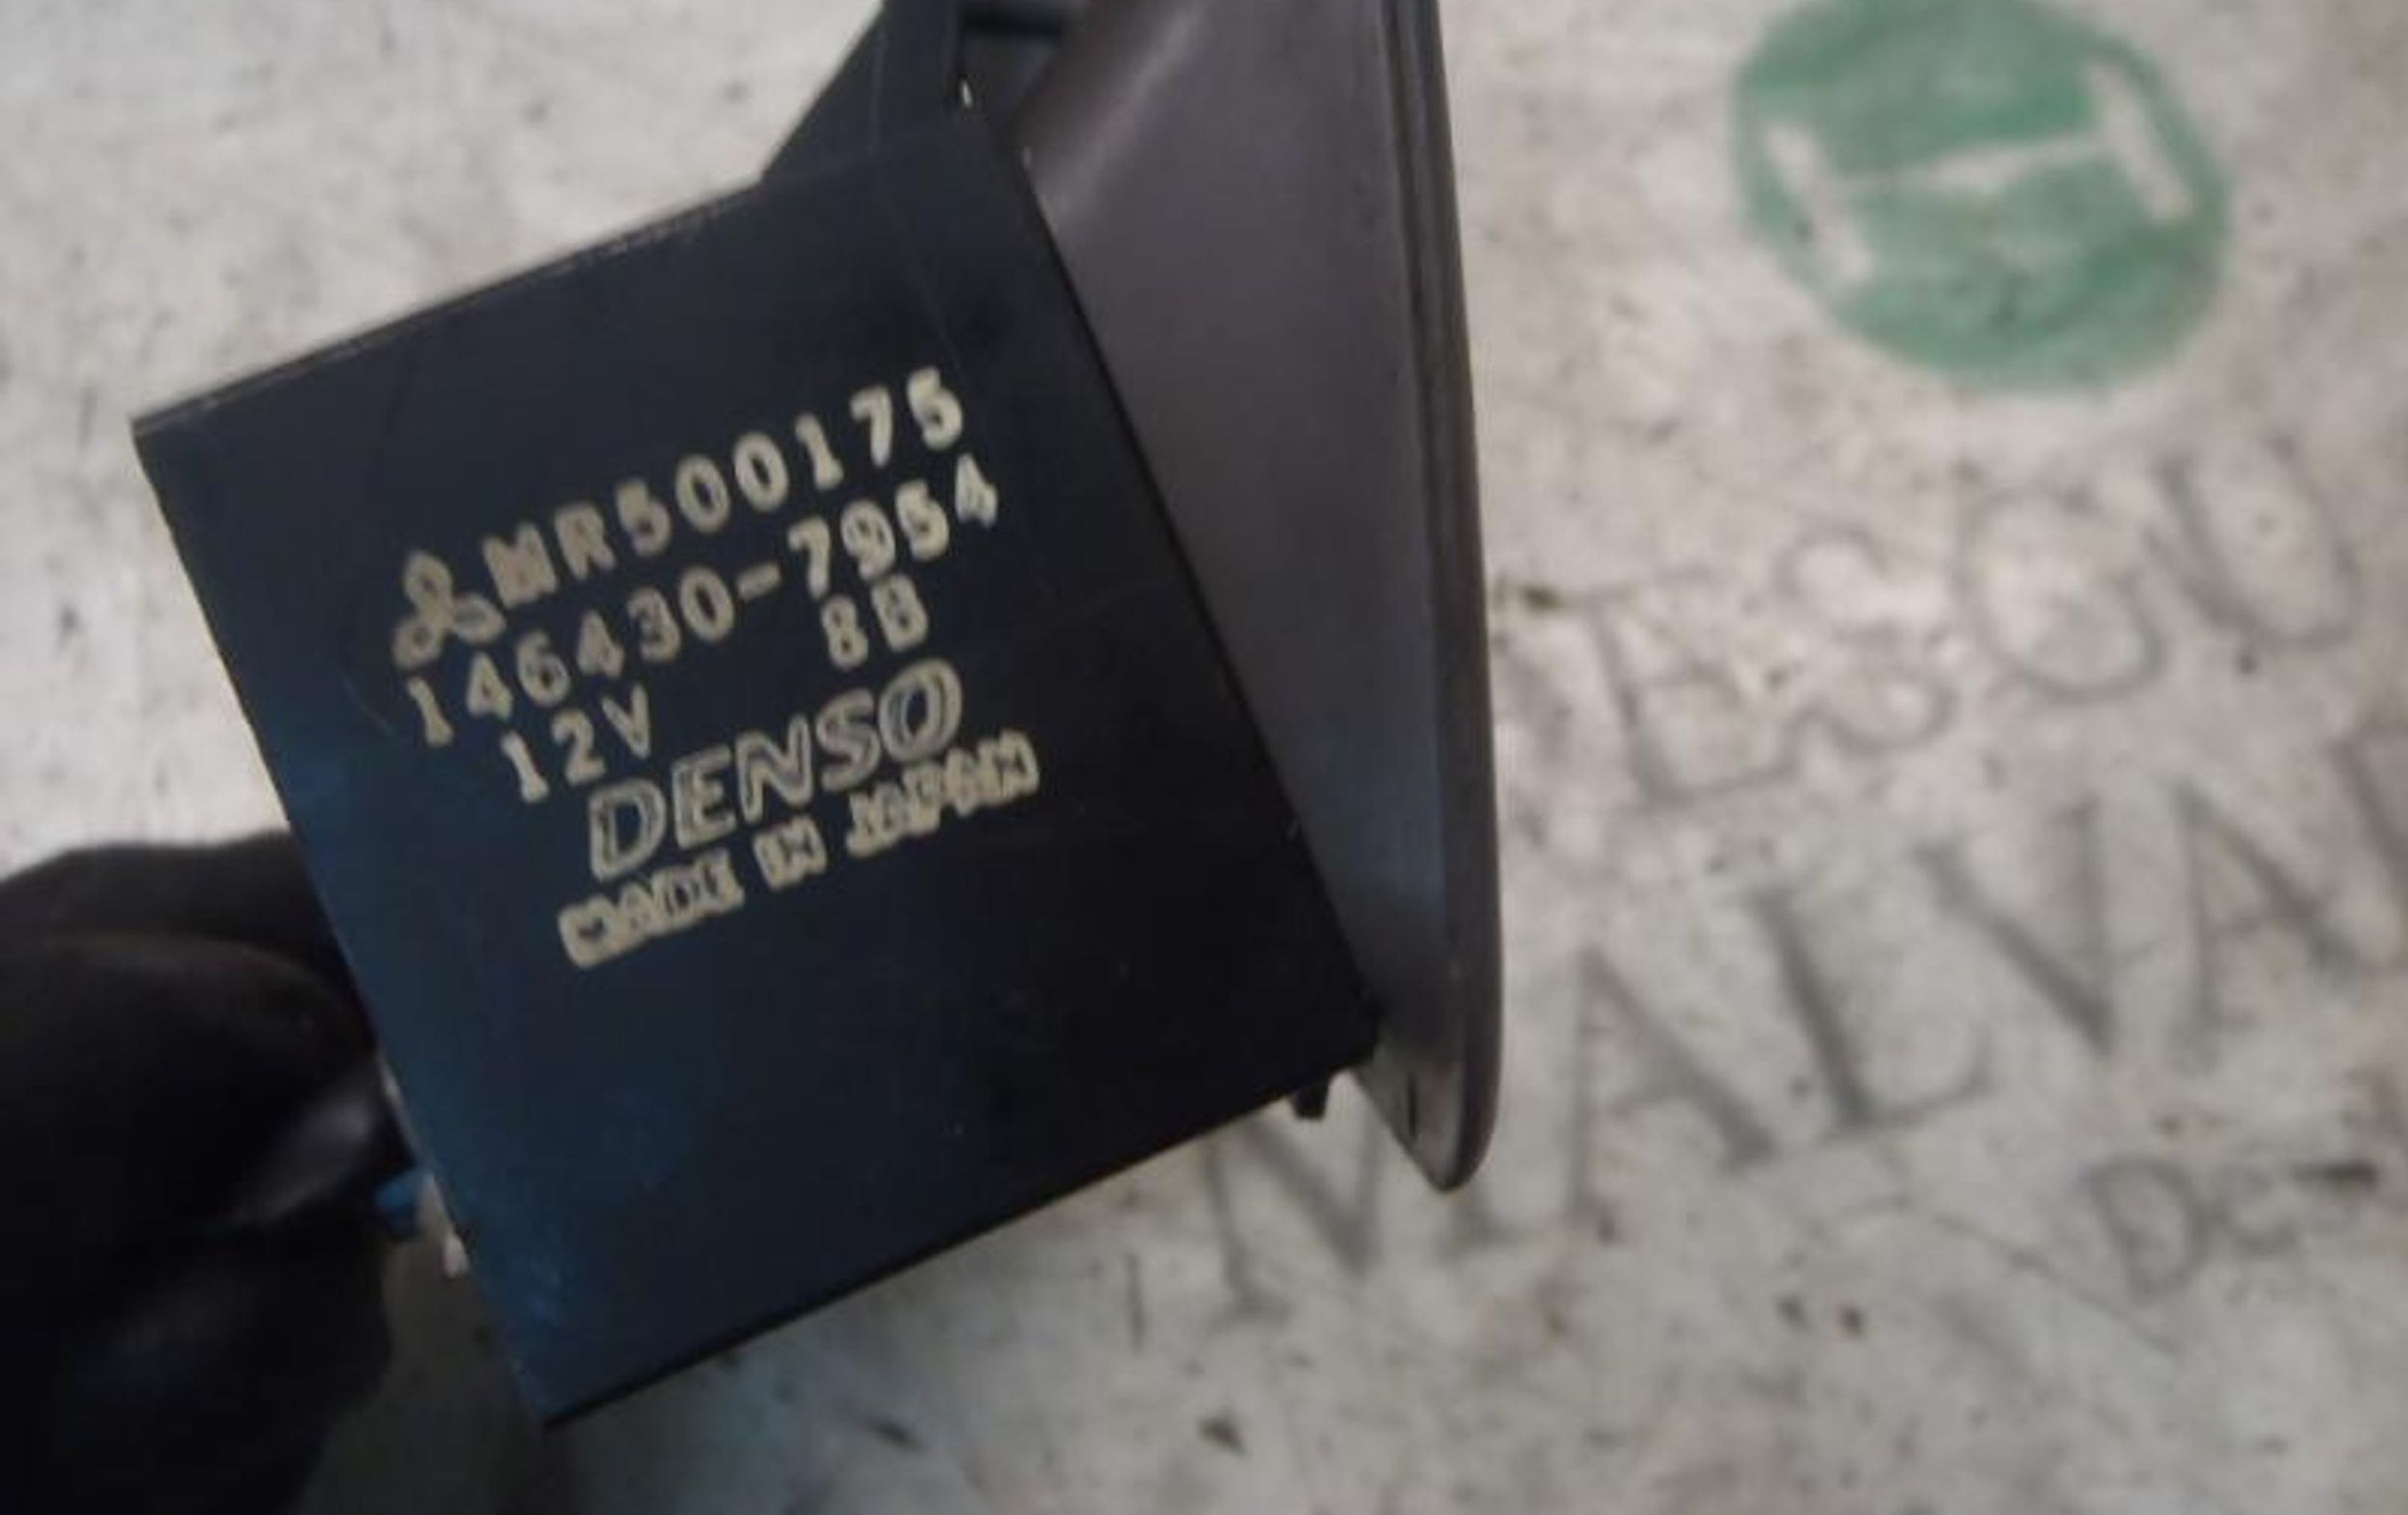 MR500175
146430-7954
12V 8B
DENSO
MADE IN JAPAN